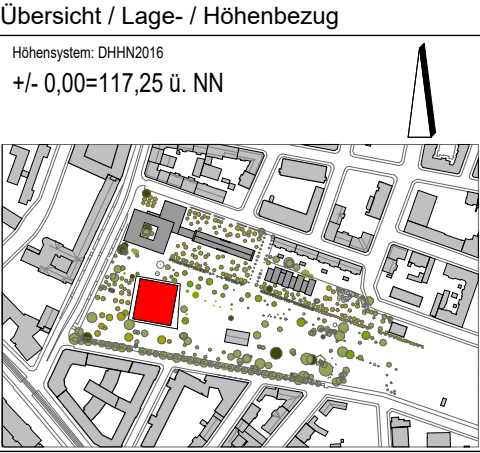 Übersicht / Lage- / Höhenbezug
Höhensystem: DHHN2016
+/- 0,00=117,25 ü. NN